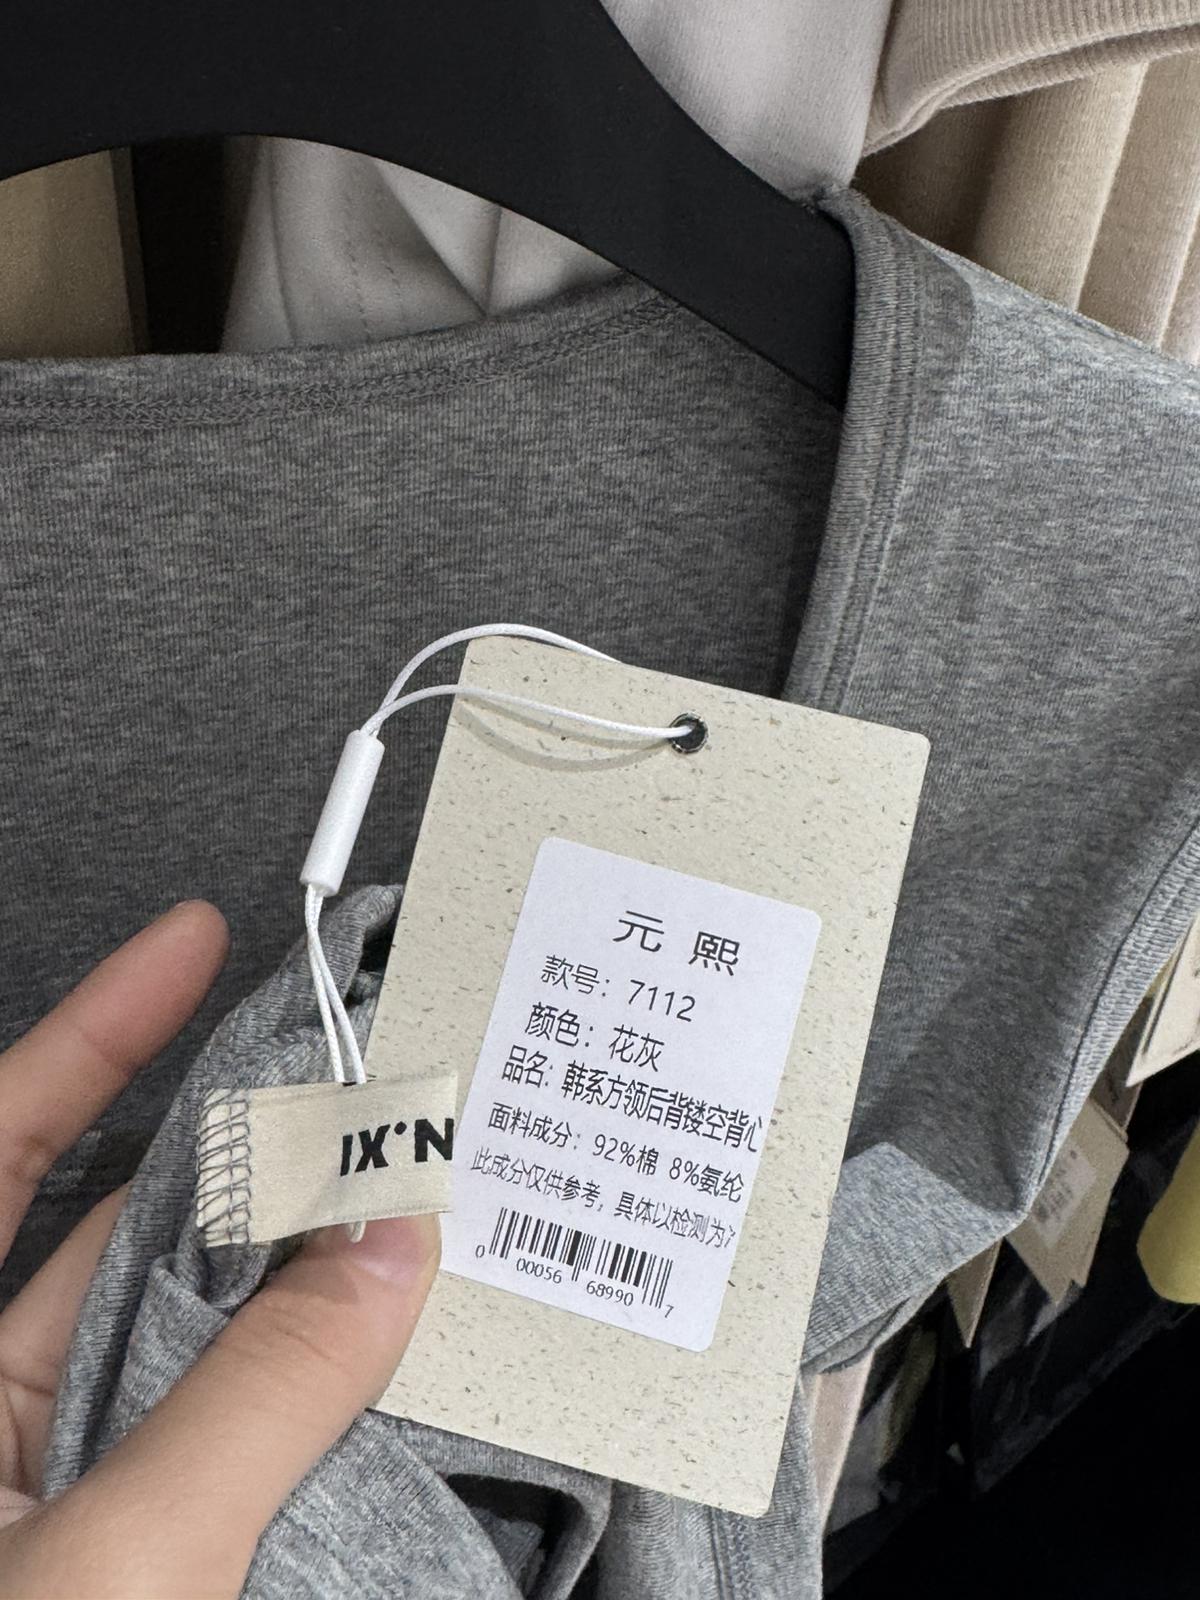 元熙
款号：7112
颜色：花灰
品名：韩系方领后背镂空背心
面料成分：92%棉 8%氨纶
此成分仅供参考，具体以检测为
0 00056 68990 7
IX·N